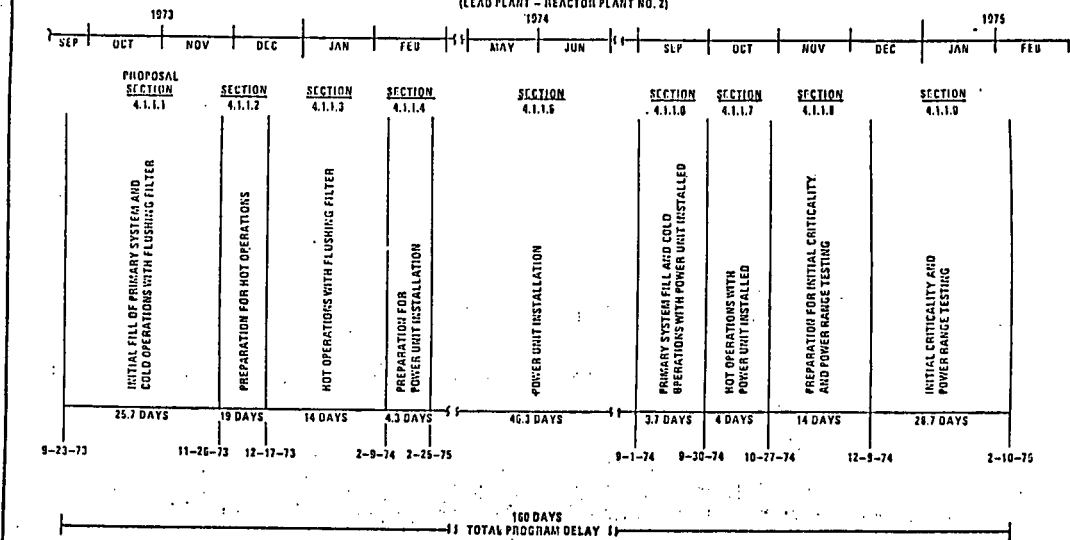 (LEAD PLANT – REACTOR PLANT NO. 2)
1973
1974
1975
SEP OCT NOV DEC JAN FEB MAY JUN SEP OCT NOV DEC JAN FEB
PROPOSAL
SECTION SECTION SECTION SECTION SECTION SECTION SECTION SECTION SECTION
4.1.1.1 4.1.1.2 4.1.1.3 4.1.1.4 4.1.1.5 4.1.1.6 4.1.1.7 4.1.1.8 4.1.1.9
INITIAL FILL OF PRIMARY SYSTEM AND
COLD OPERATIONS WITH FLUSHING FILTER
PREPARATION FOR HOT OPERATIONS
HOT OPERATIONS WITH FLUSHING FILTER
PREPARATION FOR
POWER UNIT INSTALLATION
POWER UNIT INSTALLATION
PRIMARY SYSTEM FILL AND COLD
OPERATIONS WITH POWER UNIT INSTALLED
HOT OPERATIONS WITH
POWER UNIT INSTALLED
PREPARATION FOR INITIAL CRITICALITY
AND POWER RANGE TESTING
INITIAL CRITICALITY AND
POWER RANGE TESTING
25.7 DAYS 19 DAYS 14 DAYS 4.3 DAYS 46.3 DAYS 3.7 DAYS 4 DAYS 14 DAYS 28.7 DAYS
9-23-73 11-26-73 12-17-73 2-9-74 2-25-75 9-1-74 9-30-74 10-27-74 12-9-74 2-10-75
160 DAYS
TOTAL PROGRAM DELAY